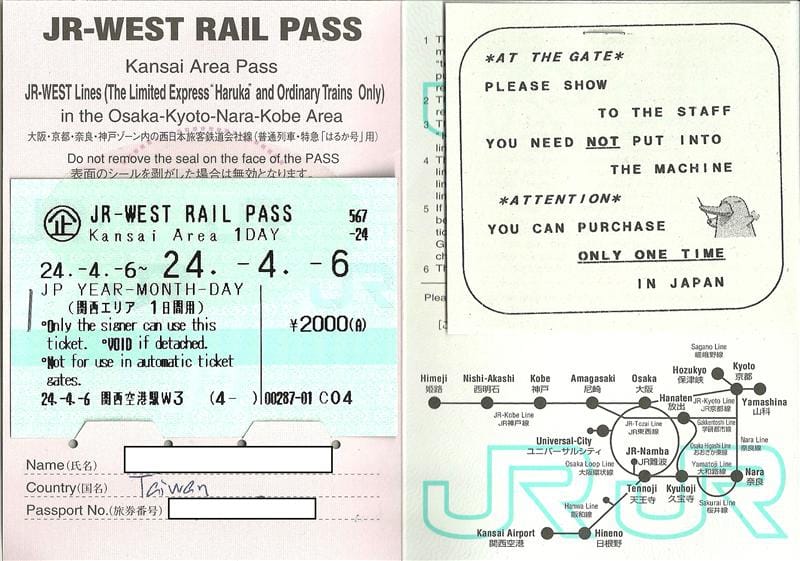 JR-WEST RAIL PASS
Kansai Area Pass
JR-WEST Lines (The Limited Express "Haruka" and Ordinary Trains Only)
in the Osaka-Kyoto-Nara-Kobe Area
大阪・京都・奈良・神戸ゾーン内の西日本旅客鉄道会社線(普通列車・特急「はるか号」用)
Do not remove the seal on the face of the PASS
表面のシールを剥がした場合は無効となります。
企 JR-WEST RAIL PASS 567
Kansai Area 1DAY -24
24.-4.-6~ 24.-4.-6
JP YEAR-MONTH-DAY
(関西エリア 1日間用)
•Only the signer can use this
ticket. •VOID if detached.
•Not for use in automatic ticket
gates.
¥2000(A)
24.-4.-6 関西空港駅W3 (4-) 00287-01 C04
Name(氏名)
Country(国名) Taiwan
Passport No.(旅券番号)
*AT THE GATE*
PLEASE SHOW
TO THE STAFF
YOU NEED NOT PUT INTO
THE MACHINE
*ATTENTION*
YOU CAN PURCHASE
ONLY ONE TIME
IN JAPAN
1
2
3
4
5
6
Plea
Sagano Line
嵯峨野線
Hozukyo
保津峡
Kyoto
京都
Himeji
姫路
Nishi-Akashi
西明石
Kobe
神戸
Amagasaki
尼崎
Osaka
大阪
Hanaten
放出
JR-Kyoto Line
JR京都線
Yamashina
山科
JR-Kobe Line
JR神戸線
JR-Tozai Line
JR東西線
Gakkentoshi Line
学研都市線
Universal-City
ユニバーサルシティ
Osaka Higashi Line
おおさか東線
Nara Line
奈良線
JR-Namba
JR難波
Osaka Loop Line
大阪環状線
Yamatoji Line
大和路線
Tennoji
天王寺
Kyuhoji
久宝寺
Nara
奈良
Sakurai Line
桜井線
Hanwa Line
阪和線
Kansai Airport
関西空港
Hineno
日根野
JR JR